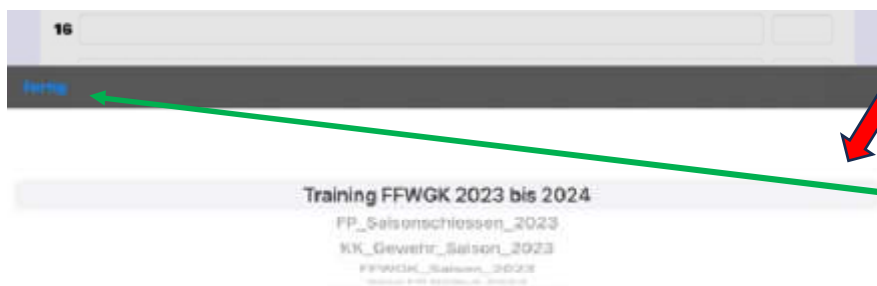 16
fertig
Training FFWGK 2023 bis 2024
FP_Saisonschiessen_2023
KK_Gewehr_Saison_2023
FFWGK_Saison_2023